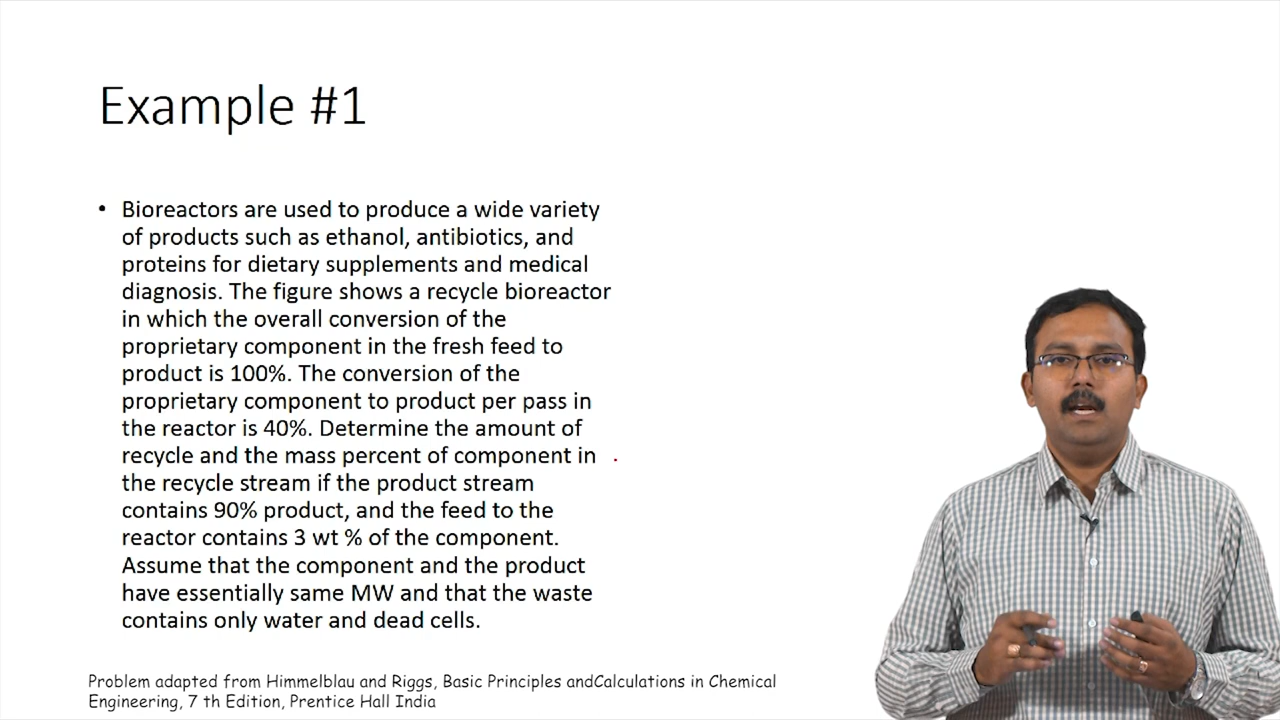 Example #1
• Bioreactors are used to produce a wide variety
of products such as ethanol, antibiotics, and
proteins for dietary supplements and medical
diagnosis. The figure shows a recycle bioreactor
in which the overall conversion of the
proprietary component in the fresh feed to
product is 100%. The conversion of the
proprietary component to product per pass in
the reactor is 40%. Determine the amount of
recycle and the mass percent of component in
the recycle stream if the product stream
contains 90% product, and the feed to the
reactor contains 3 wt % of the component.
Assume that the component and the product
have essentially same MW and that the waste
contains only water and dead cells.
Problem adapted from Himmelblau and Riggs, Basic Principles andCalculations in Chemical
Engineering, 7 th Edition, Prentice Hall India